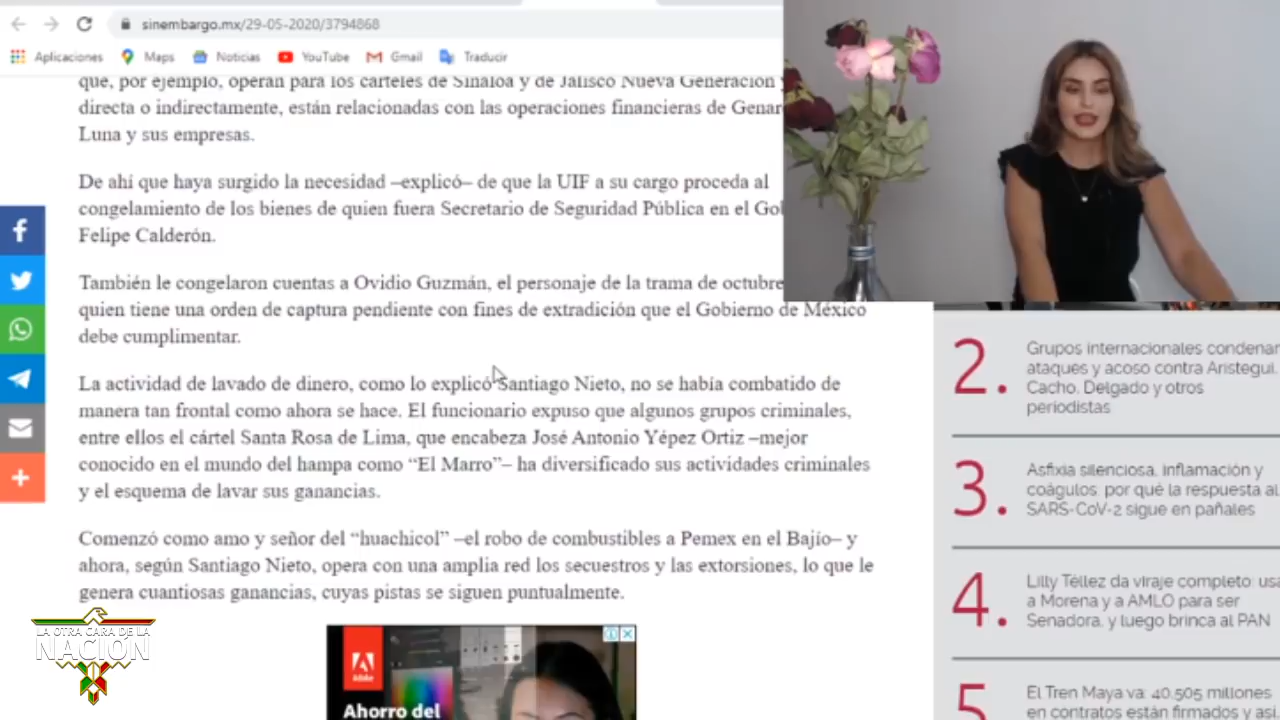 sinembargo.mx/29-05-2020/3794868
Aplicaciones Maps Noticias YouTube Gmail Traducir
que, por ejemplo, operan para los cárteles de Sinaloa y de Jalisco Nueva Generación y
directa o indirectamente, están relacionadas con las operaciones financieras de
Luna y sus empresas.
De ahí que haya surgido la necesidad –explicó– de que la UIF a su cargo proceda al
congelamiento de los bienes de quien fuera Secretario de Seguridad Pública en el
Felipe Calderón.
También le congelaron cuentas a Ovidio Guzmán, el personaje de la trama de octubre
quien tiene una orden de captura pendiente con fines de extradición que el Gobierno de México
debe cumplimentar.
La actividad de lavado de dinero, como lo explicó Santiago Nieto, no se había combatido de
manera tan frontal como ahora se hace. El funcionario expuso que algunos grupos criminales,
entre ellos el cártel Santa Rosa de Lima, que encabeza José Antonio Yépez Ortiz –mejor
conocido en el mundo del hampa como “El Marro”– ha diversificado sus actividades criminales
y el esquema de lavar sus ganancias.
Comenzó como amo y señor del “huachicol” –el robo de combustibles a Pemex en el Bajío– y
ahora, según Santiago Nieto, opera con una amplia red los secuestros y las extorsiones, lo que le
genera cuantiosas ganancias, cuyas pistas se siguen puntualmente.
2. Grupos internacionales condenan
ataques y acoso contra Aristegui,
Cacho, Delgado y otros
periodistas
3. Asfixia silenciosa, inflamación y
coágulos: por qué la respuesta al
SARS-CoV-2 sigue en pañales
4. Lilly Téllez da viraje completo: usa
a Morena y a AMLO para ser
Senadora, y luego brinca al PAN
5. El Tren Maya va: 40,505 millones
en contratos están firmados y así,
LA OTRA CARA DE LA
NACIÓN
Adobe
Ahorro del